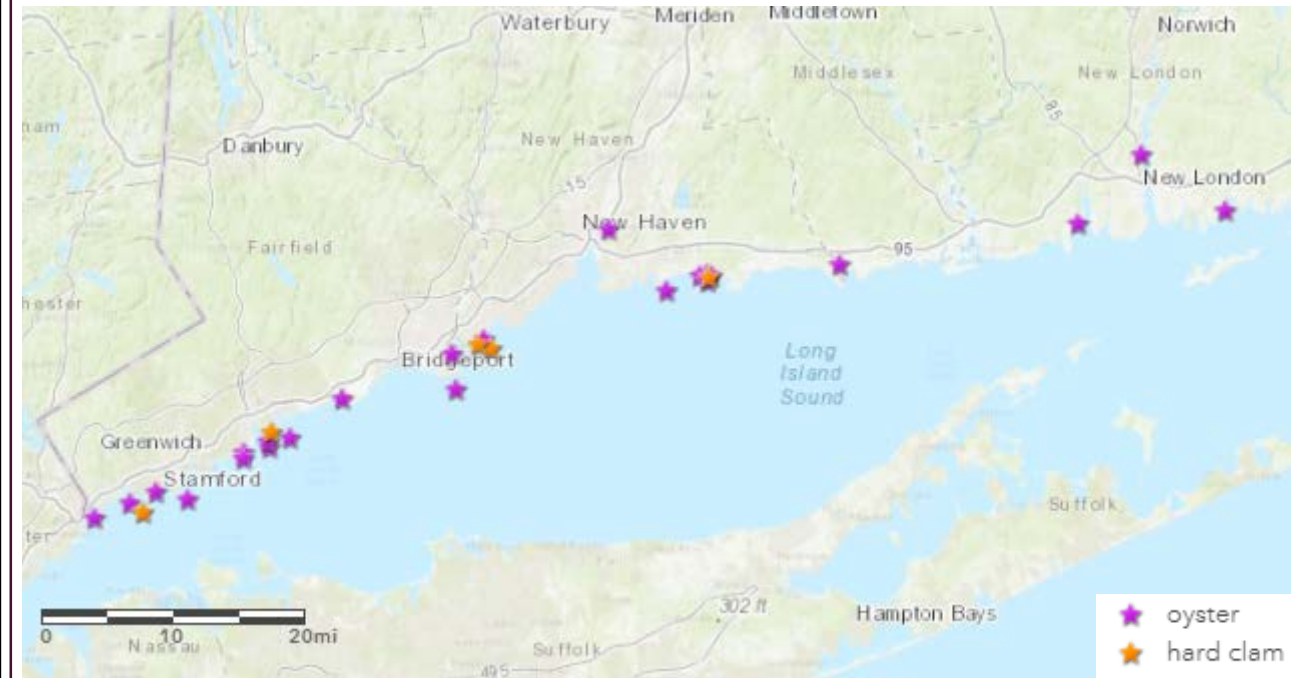 Waterbury
Meriden
Middletown
Norwich
Middlesex
New London
ham
85
Danbury
New Haven
15
New London
New Haven
Fairfield
95
hester
Long
Island
Sound
Bridgeport
Greenwich
Stamford
Suffolk
ter
302 ft
Hampton Bays
0 10 20mi
Nassau
Suffolk
495
oyster
hard clam